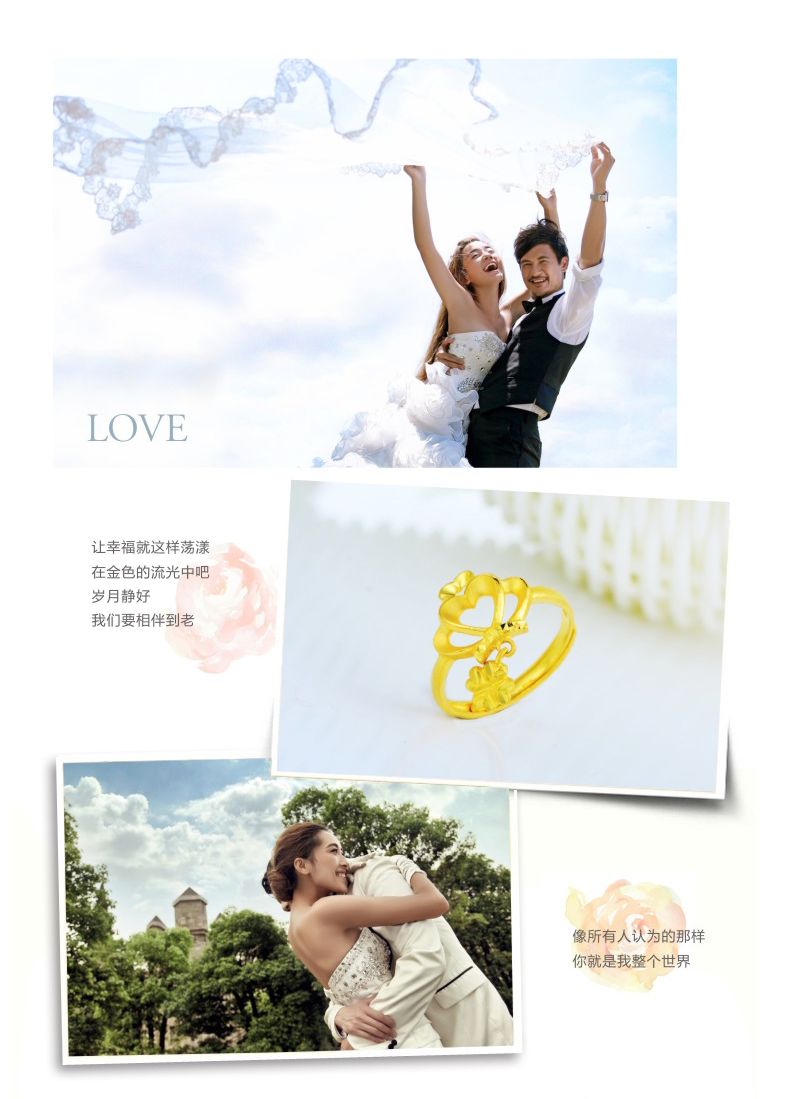 LOVE
让幸福就这样荡漾
在金色的流光中吧
岁月静好
我们要相伴到老
像所有人认为的那样
你就是我整个世界